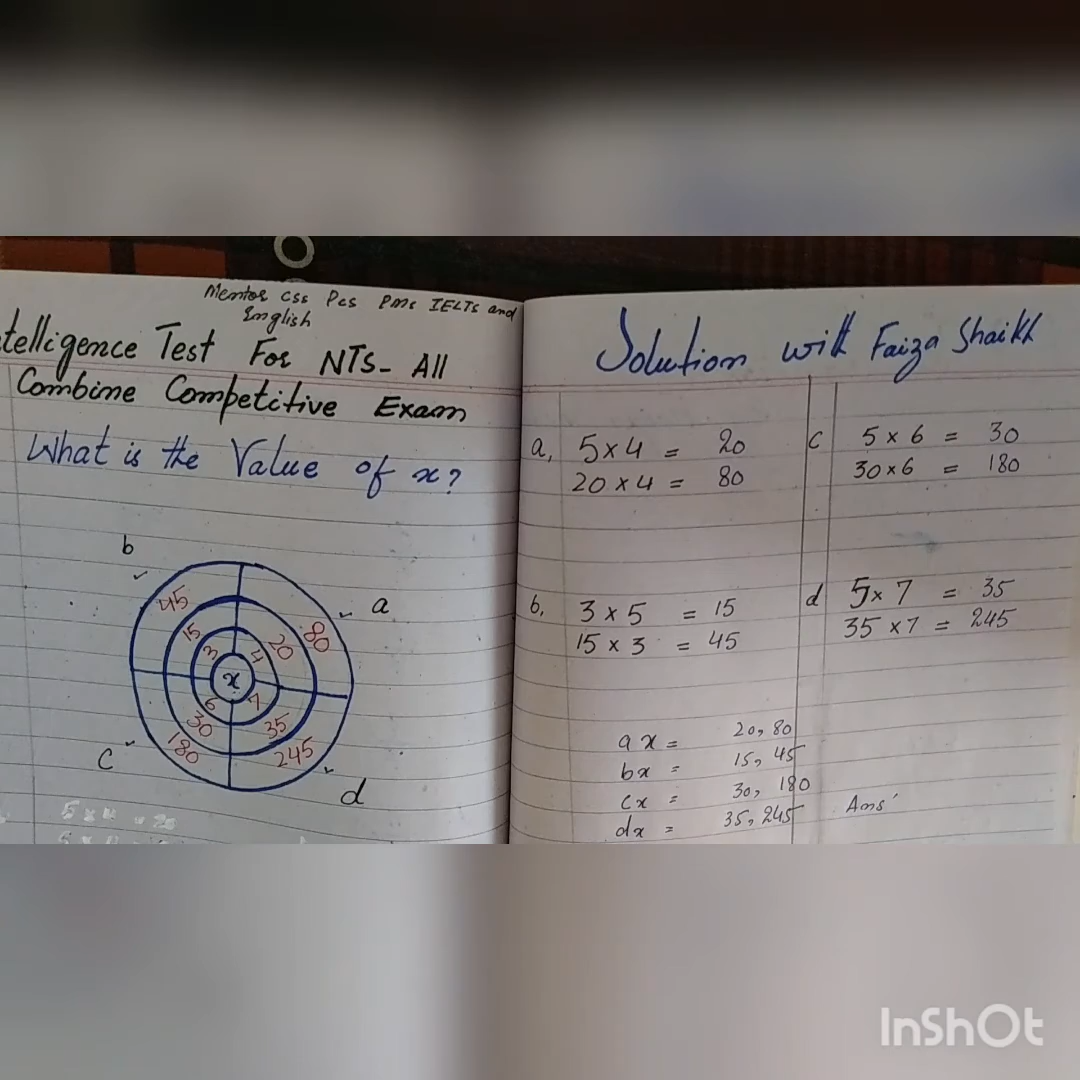 Mentor css Pcs PMs IELTs and
English
telligence Test For NTS- All
Combine Competitive Exam
What is the Value of x?
b
a
45
80
15
20
3
4
x
6
7
30
35
180
245
c
d
5 x 4 = 20
Solution with Faiza Shaikh
a, 5 x 4 = 20
20 x 4 = 80
b, 3 x 5 = 15
15 x 3 = 45
c 5 x 6 = 30
30 x 6 = 180
d 5 x 7 = 35
35 x 7 = 245
ax = 20, 80
bx = 15, 45
cx = 30, 180
dx = 35, 245 Ans'
InShOt